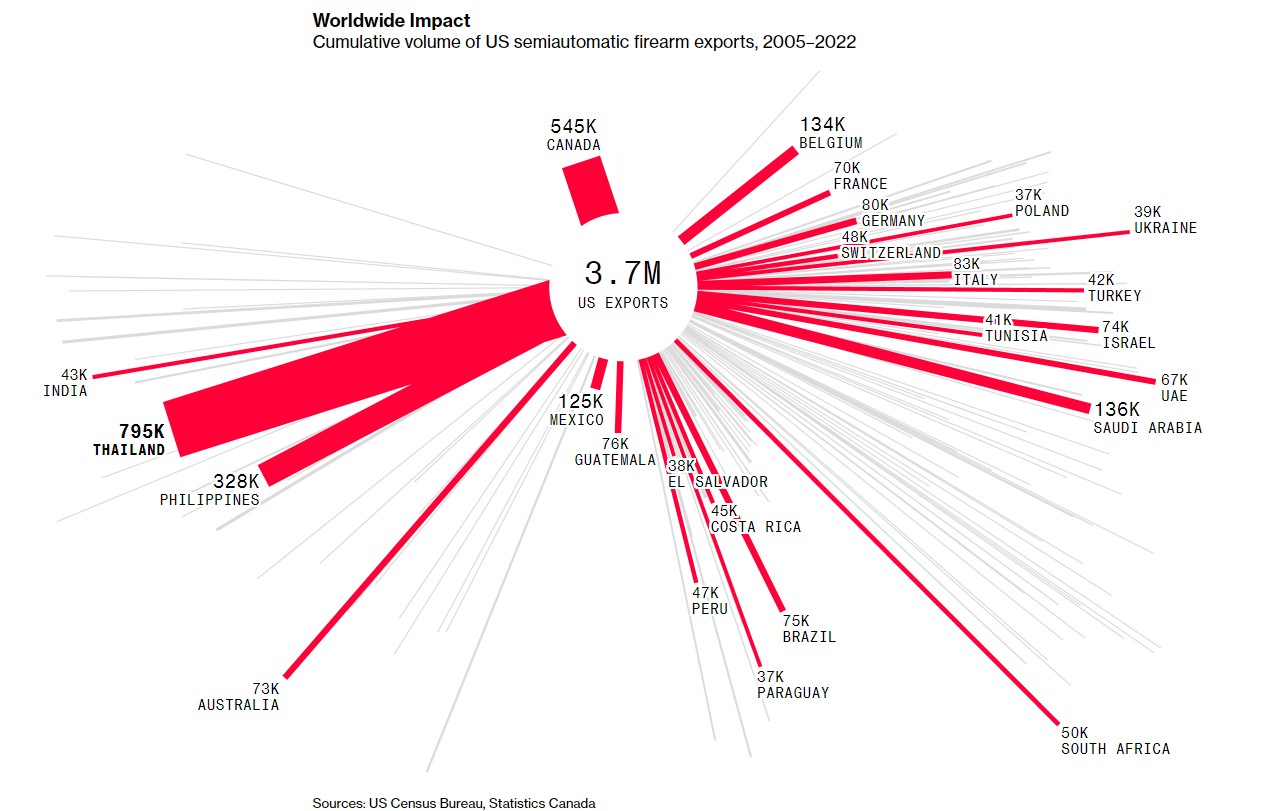 Worldwide Impact
Cumulative volume of US semiautomatic firearm exports, 2005–2022
545K
CANADA
134K
BELGIUM
70K
FRANCE
80K
GERMANY
37K
POLAND
39K
UKRAINE
48K
SWITZERLAND
83K
ITALY
3.7M
US EXPORTS
42K
TURKEY
41K
TUNISIA
74K
ISRAEL
67K
UAE
136K
SAUDI ARABIA
43K
INDIA
795K
THAILAND
328K
PHILIPPINES
125K
MEXICO
76K
GUATEMALA
38K
EL SALVADOR
45K
COSTA RICA
47K
PERU
75K
BRAZIL
37K
PARAGUAY
73K
AUSTRALIA
50K
SOUTH AFRICA
Sources: US Census Bureau, Statistics Canada